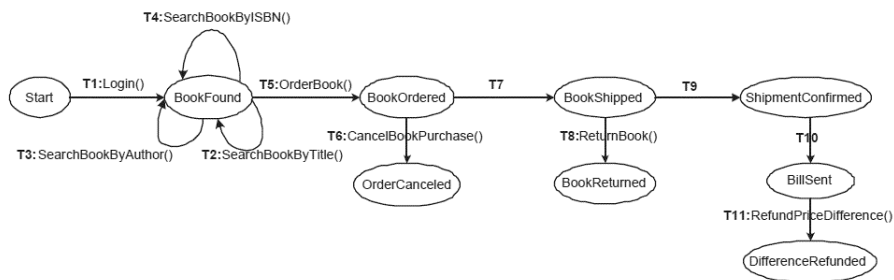 T4:SearchBookByISBN()
T1:Login()
T5:OrderBook()
T7
T9
Start
BookFound
BookOrdered
BookShipped
ShipmentConfirmed
T3:SearchBookByAuthor()
T2:SearchBookByTitle()
T6:CancelBookPurchase()
T8:ReturnBook()
T10
OrderCanceled
BookReturned
BillSent
T11:RefundPriceDifference()
DifferenceRefunded